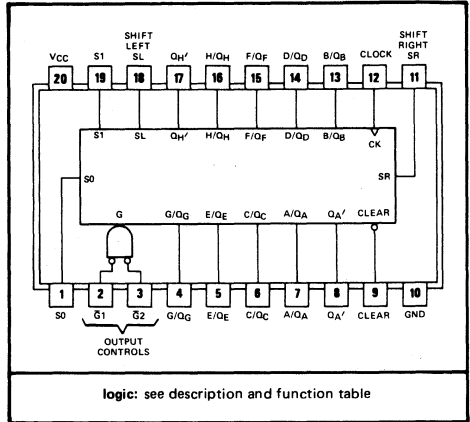 SHIFT LEFT
SHIFT RIGHT
VCC S1 SL QH' H/QH F/QF D/QD B/QB CLOCK SR
20 19 18 17 16 15 14 13 12 11
S1 SL QH' H/QH F/QF D/QD B/QB CK
S0 SR
G G/QG E/QE C/QC A/QA QA' CLEAR
1 2 3 4 5 6 7 8 9 10
S0 G̅1 G̅2 G/QG E/QE C/QC A/QA QA' CLEAR GND
OUTPUT
CONTROLS
logic: see description and function table